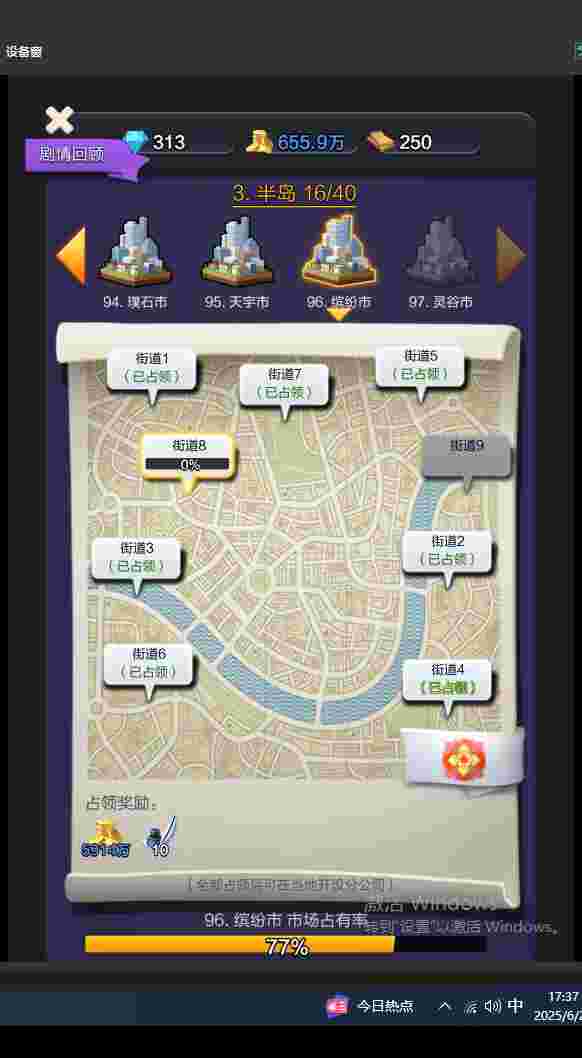 设备窗
313
655.9万
250
剧情回顾
3. 半岛 16/40
94. 璞石市
95. 天宇市
96. 缤纷市
97. 灵谷市
街道1
（已占领）
街道7
（已占领）
街道5
（已占领）
街道8
0%
街道9
街道3
（已占领）
街道2
（已占领）
街道6
（已占领）
街道4
（已占领）
占领奖励：
5914万
10
（全部占领后可在当地开设分公司）
激活 Windows
转到"设置"以激活 Windows。
96. 缤纷市 市场占有率
77%
今日热点
中
17:37
2025/6/2